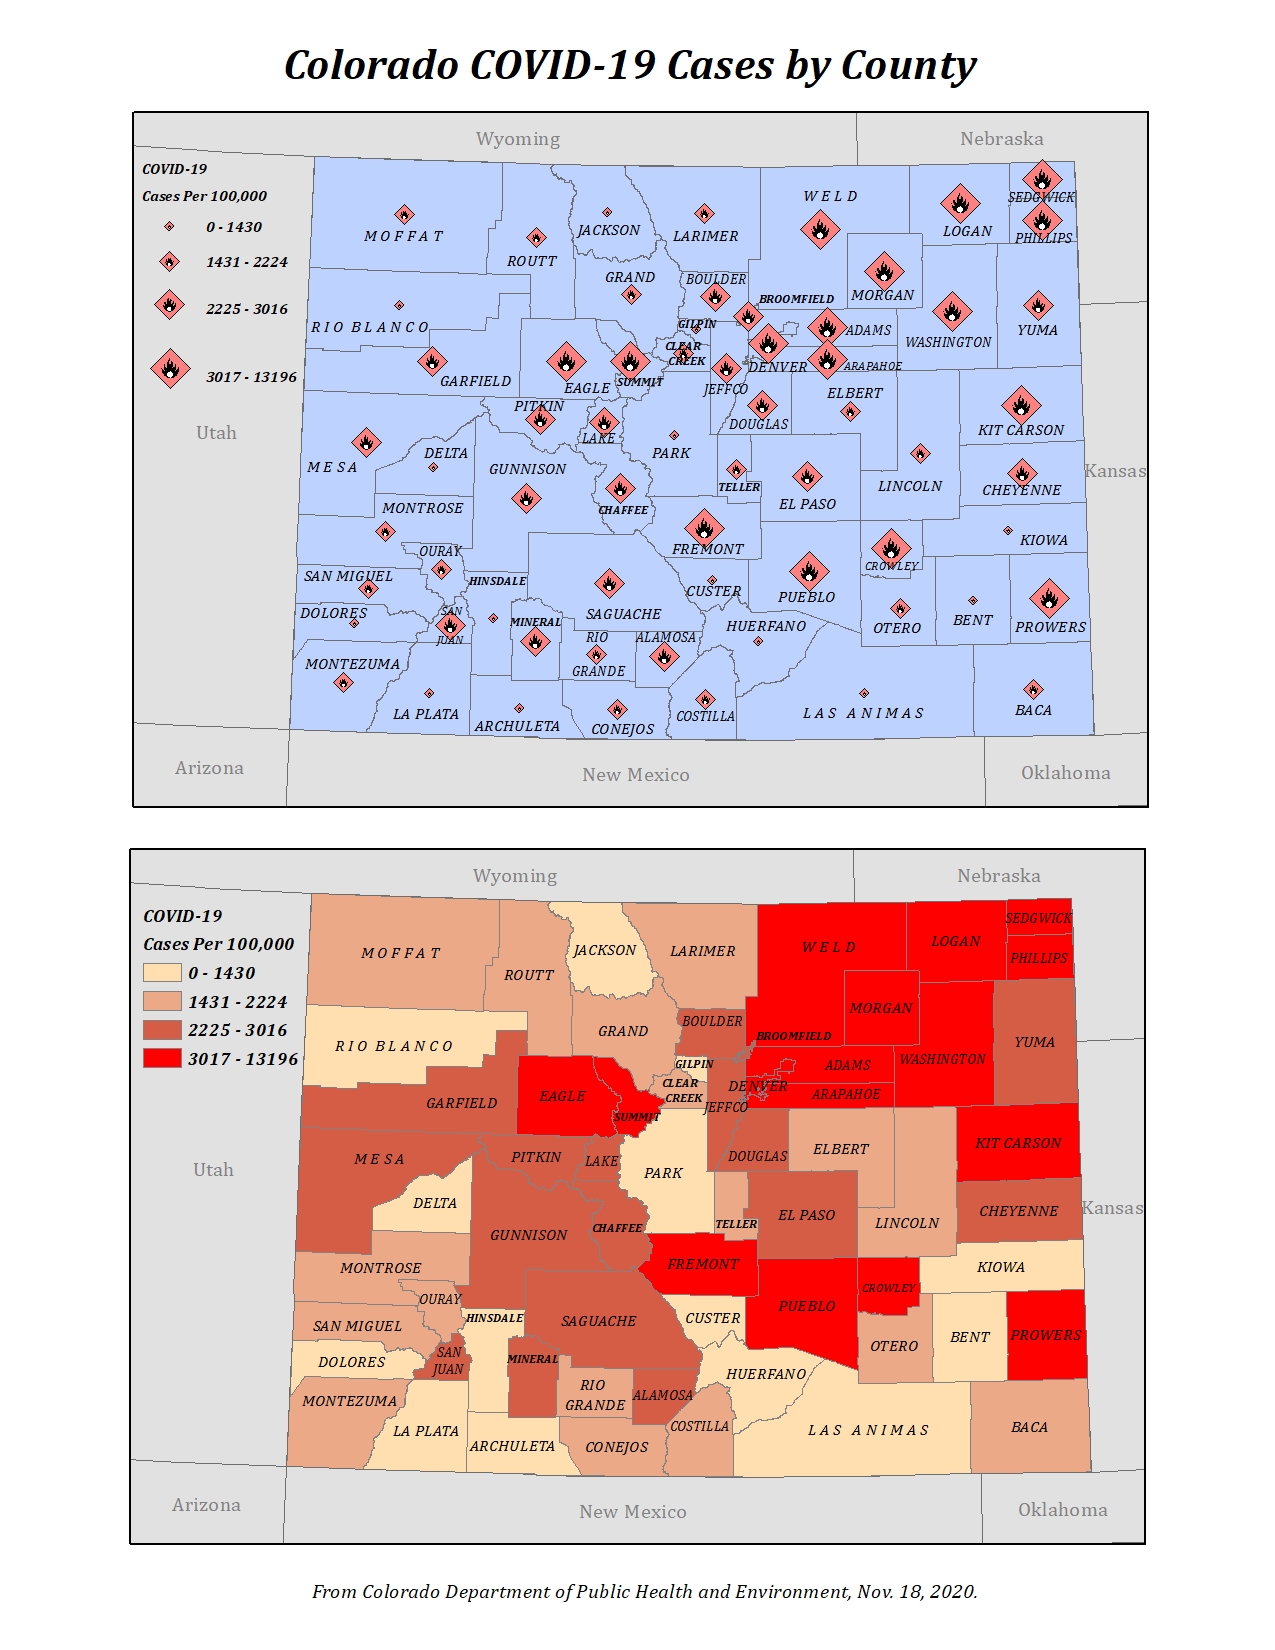 Colorado COVID-19 Cases by County
Wyoming
Nebraska
COVID-19
Cases Per 100,000
0 - 1430
1431 - 2224
2225 - 3016
3017 - 13196
WELD
SEDGWICK
JACKSON
LARIMER
LOGAN
MOFFAT
PHILLIPS
ROUTT
GRAND
BOULDER
MORGAN
BROOMFIELD
RIO BLANCO
GILPIN
ADAMS
YUMA
WASHINGTON
CLEAR
CREEK
DENVER
ARAPAHOE
GARFIELD
EAGLE
SUMMIT
JEFFCO
ELBERT
PITKIN
DOUGLAS
KIT CARSON
Utah
LAKE
DELTA
PARK
MESA
GUNNISON
Kansas
TELLER
LINCOLN
CHEYENNE
MONTROSE
CHAFFEE
EL PASO
KIOWA
OURAY
FREMONT
CROWLEY
SAN MIGUEL
HINSDALE
CUSTER
PUEBLO
DOLORES
SAN
JUAN
SAGUACHE
MINERAL
HUERFANO
OTERO
BENT
PROWERS
RIO
GRANDE
ALAMOSA
MONTEZUMA
LA PLATA
ARCHULETA
CONEJOS
COSTILLA
LAS ANIMAS
BACA
Arizona
New Mexico
Oklahoma
Wyoming
Nebraska
COVID-19
Cases Per 100,000
0 - 1430
1431 - 2224
2225 - 3016
3017 - 13196
SEDGWICK
MOFFAT
JACKSON
LARIMER
WELD
LOGAN
PHILLIPS
ROUTT
MORGAN
GRAND
BOULDER
BROOMFIELD
YUMA
RIO BLANCO
GILPIN
ADAMS
WASHINGTON
CLEAR
CREEK
DENVER
ARAPAHOE
GARFIELD
EAGLE
SUMMIT
JEFFCO
KIT CARSON
MESA
PITKIN
LAKE
DOUGLAS
ELBERT
Utah
PARK
DELTA
Kansas
GUNNISON
CHAFFEE
TELLER
EL PASO
LINCOLN
CHEYENNE
MONTROSE
FREMONT
KIOWA
OURAY
CROWLEY
SAN MIGUEL
HINSDALE
SAGUACHE
CUSTER
PUEBLO
DOLORES
SAN
JUAN
MINERAL
OTERO
BENT
PROWERS
HUERFANO
MONTEZUMA
RIO
GRANDE
ALAMOSA
LA PLATA
ARCHULETA
CONEJOS
COSTILLA
LAS ANIMAS
BACA
Arizona
New Mexico
Oklahoma
From Colorado Department of Public Health and Environment, Nov. 18, 2020.